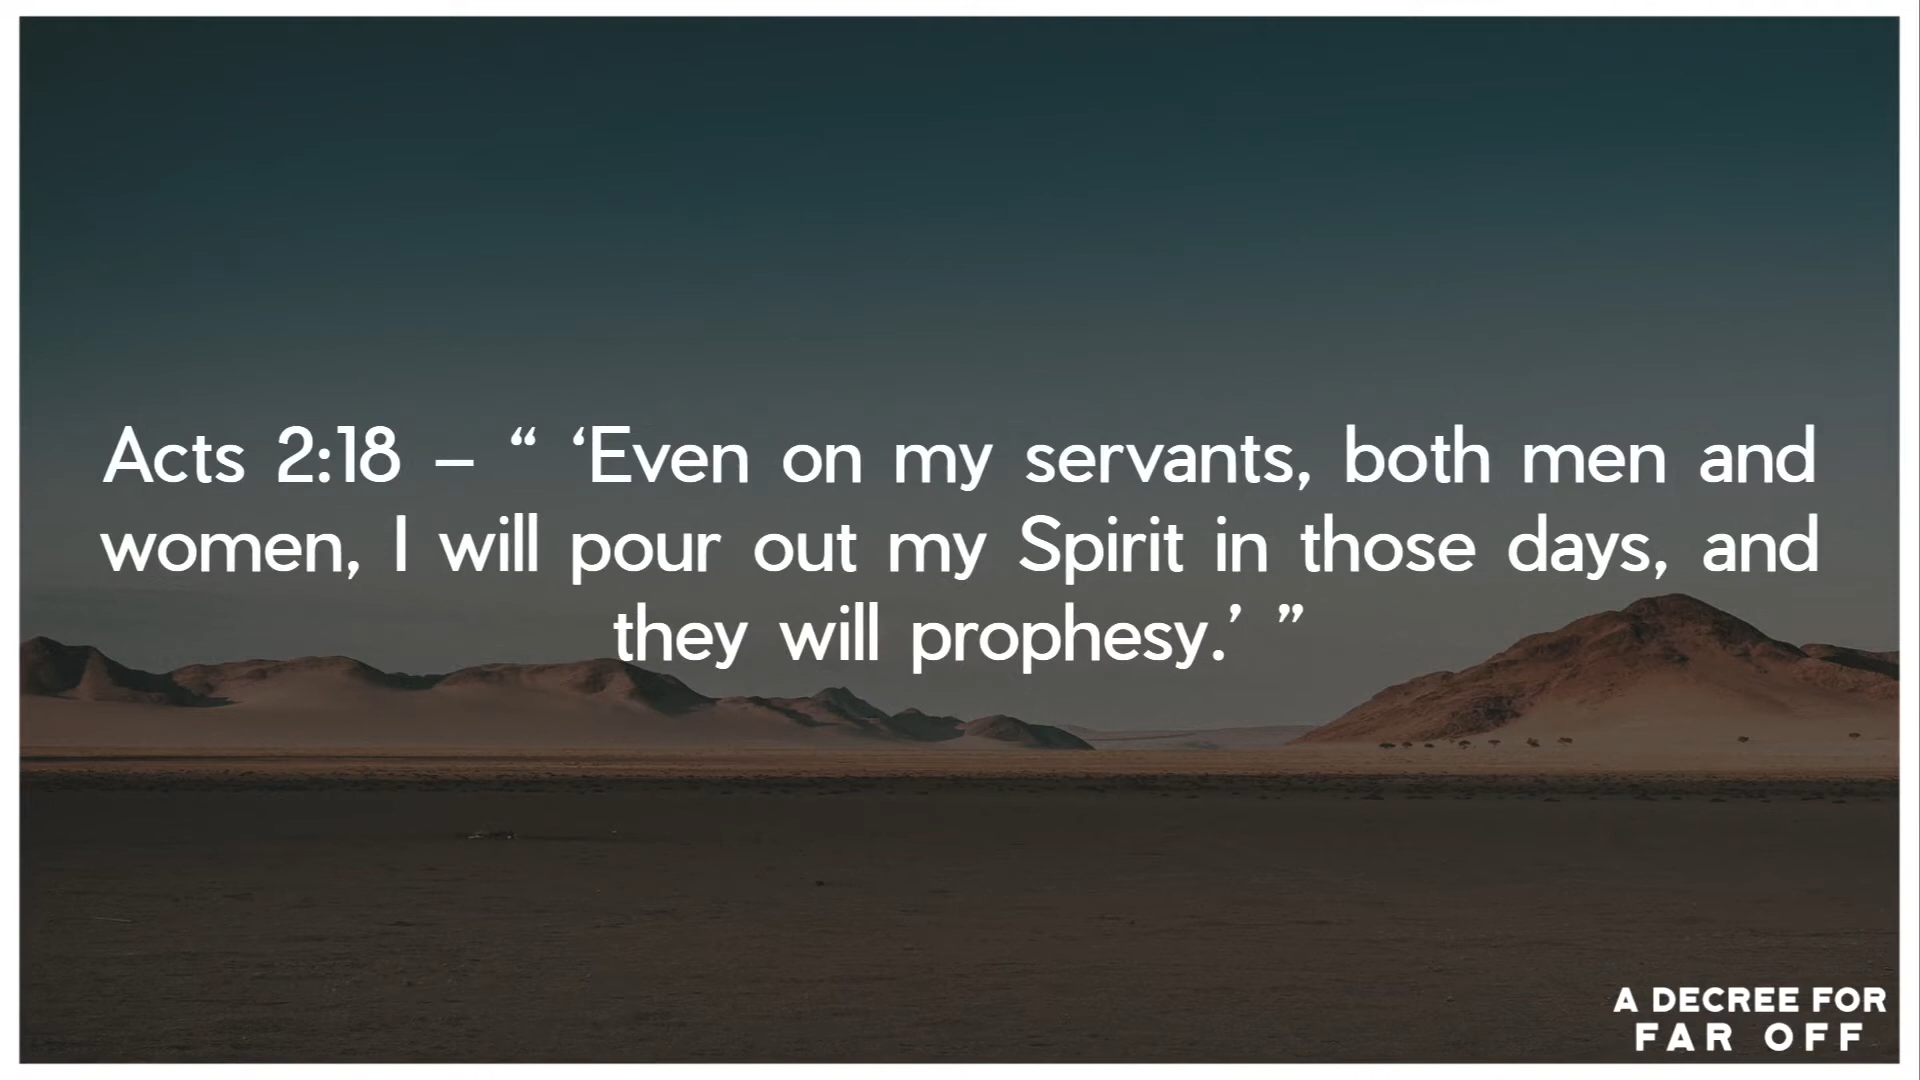 Acts 2:18 – “ ‘Even on my servants, both men and
women, I will pour out my Spirit in those days, and
they will prophesy.’ ”
A DECREE FOR
FAR OFF